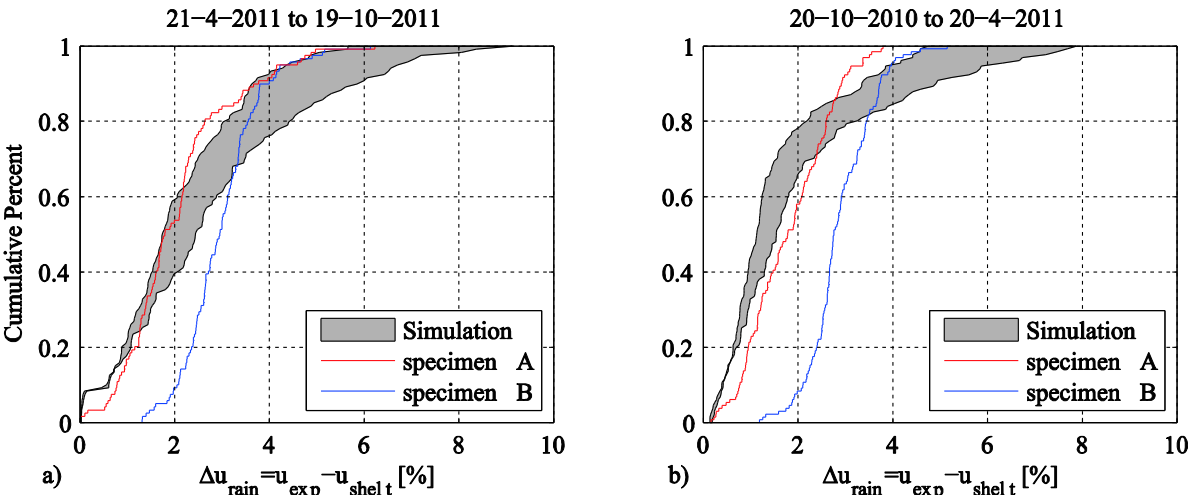 21−4−2011 to 19−10−2011
20−10−2010 to 20−4−2011
Cumulative Percent
1
0.8
0.6
0.4
0.2
0
0 2 4 6 8 10
Simulation
specimen A
specimen B
a) Δu_rain=u_exp−u_shelt [%]
1
0.8
0.6
0.4
0.2
0
0 2 4 6 8 10
Simulation
specimen A
specimen B
b) Δu_rain=u_exp−u_shelt [%]